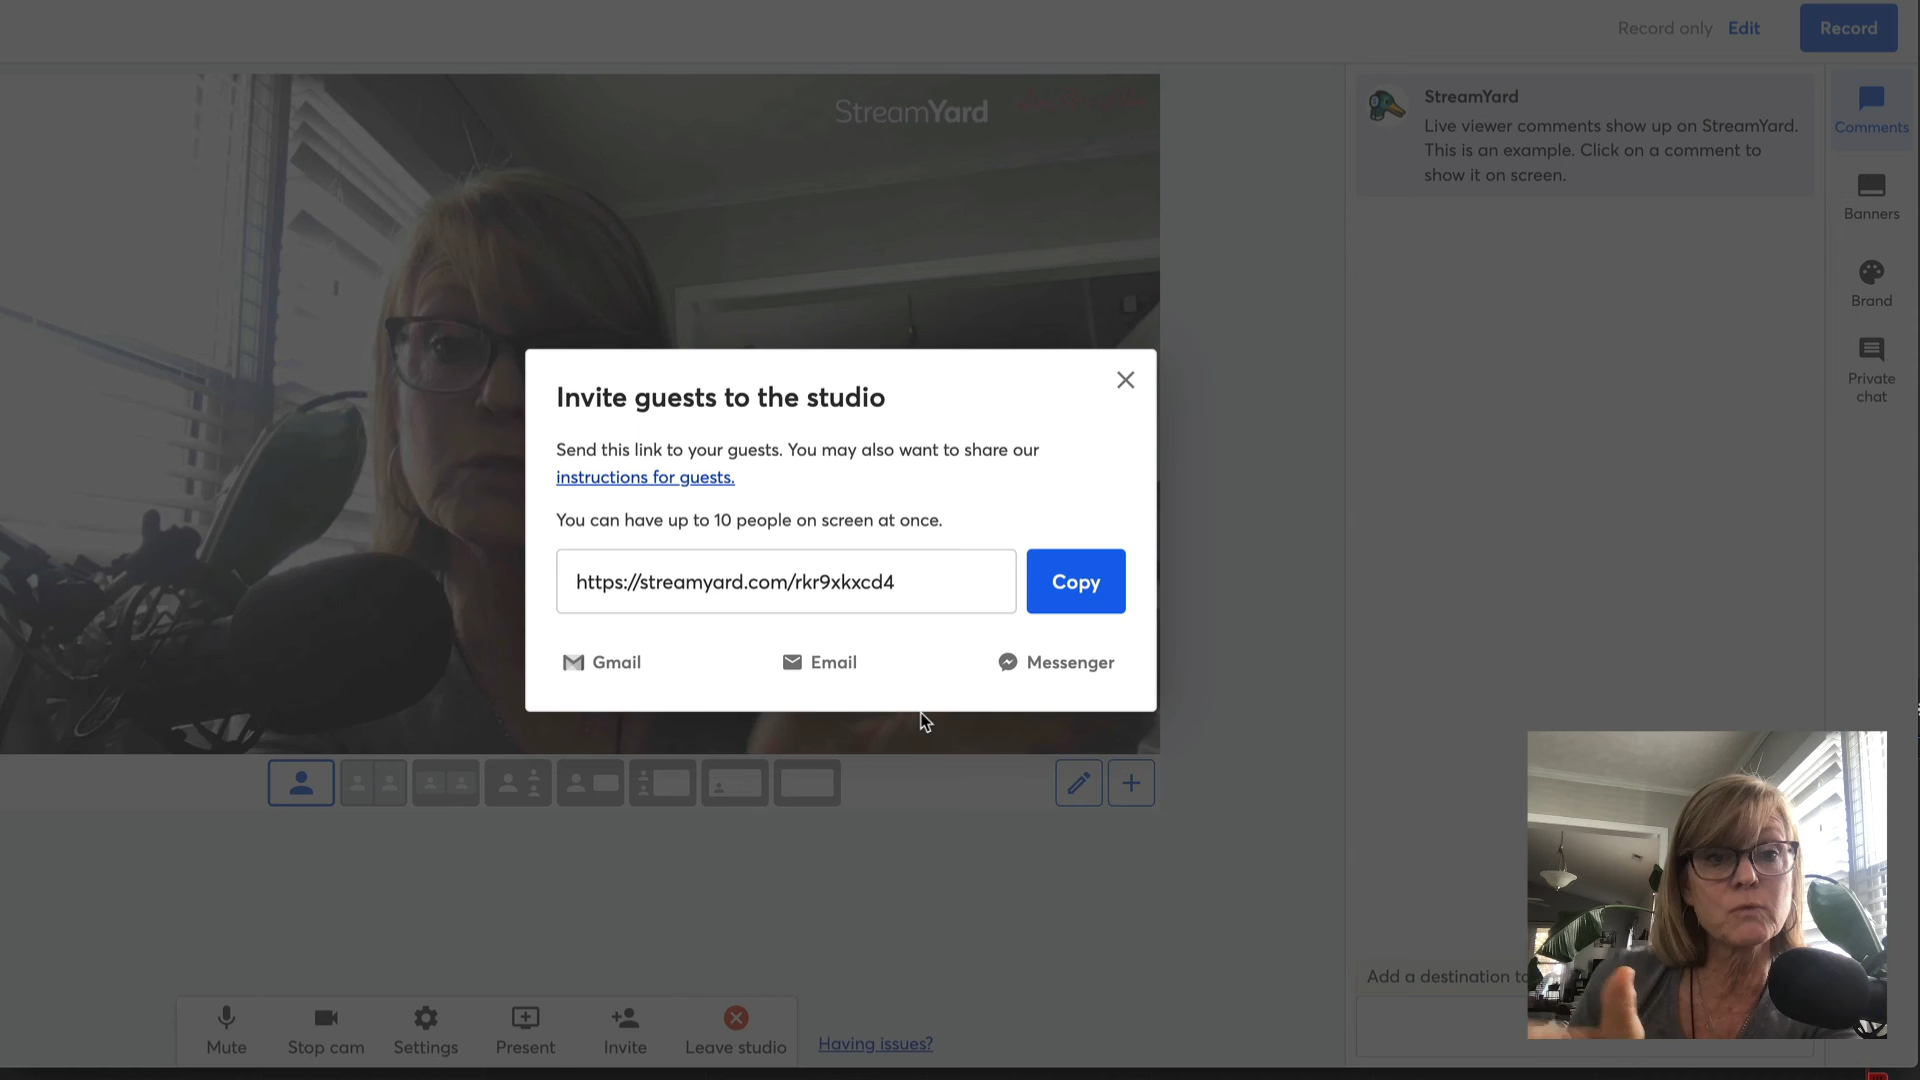 Record only Edit Record
StreamYard
StreamYard
Live viewer comments show up on StreamYard.
This is an example. Click on a comment to
show it on screen.
Comments
Banners
Brand
Private
chat
Invite guests to the studio
Send this link to your guests. You may also want to share our
instructions for guests.
You can have up to 10 people on screen at once.
https://streamyard.com/rkr9xkxcd4 Copy
Gmail Email Messenger
Add a destination
Mute Stop cam Settings Present Invite Leave studio Having issues?